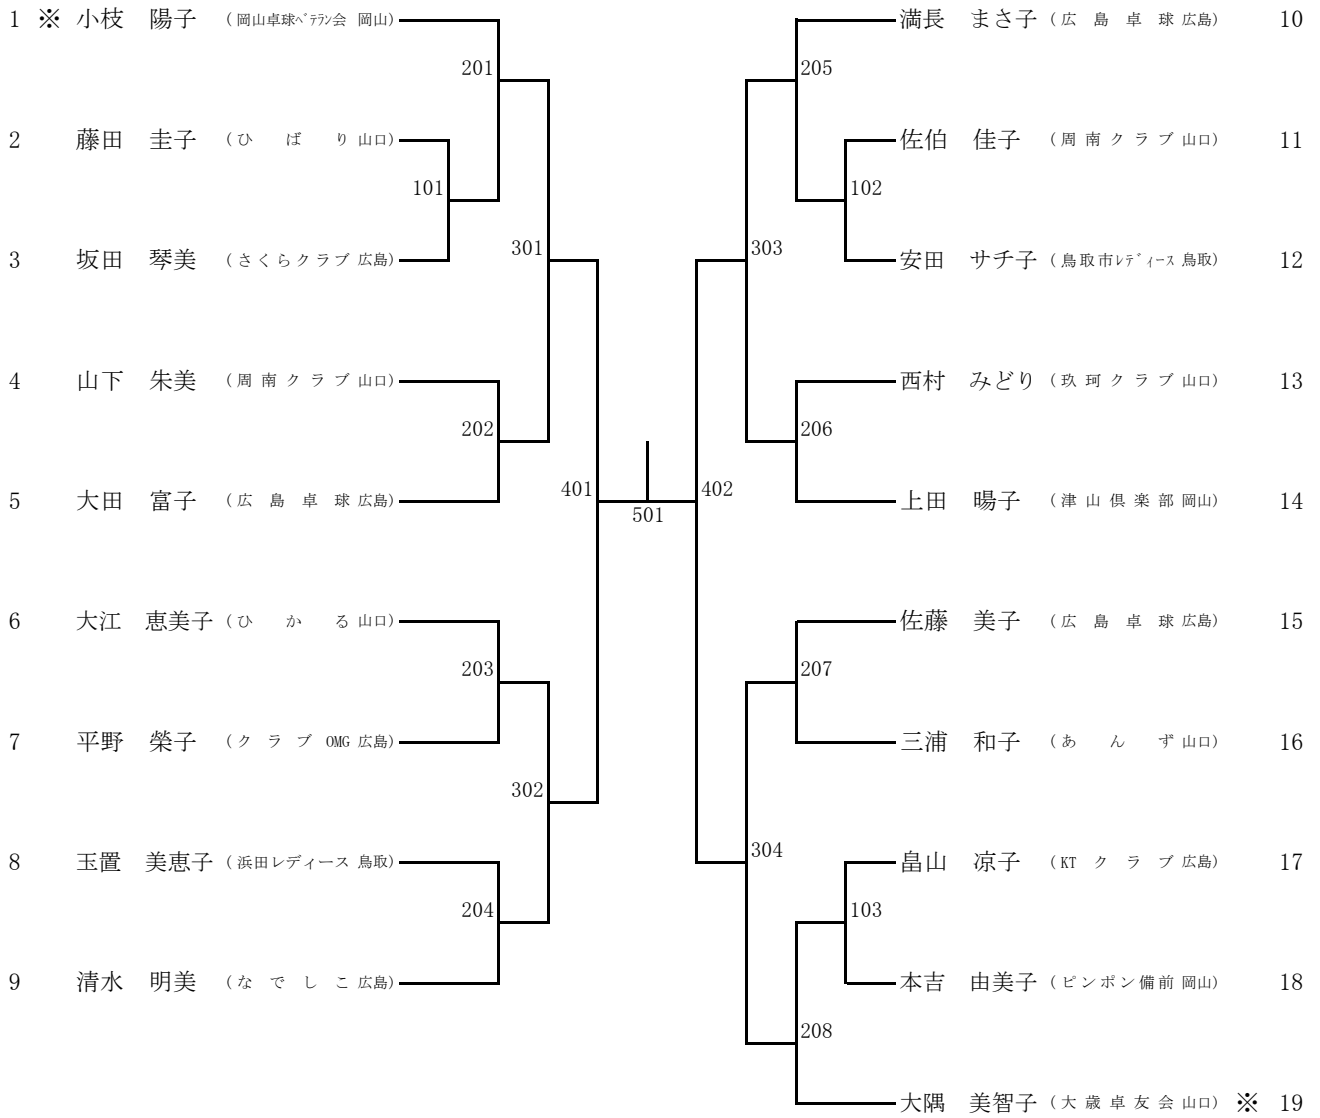 1 ※ 小枝 陽子 (岡山卓球ﾍﾞﾃﾗﾝ会 岡山)
201
2 藤田 圭子 (ひばり 山口)
101
3 坂田 琴美 (さくらクラブ 広島)
301
4 山下 朱美 (周南クラブ 山口)
202
5 大田 富子 (広島卓球 広島)
401
501
6 大江 恵美子 (ひかる 山口)
203
7 平野 榮子 (クラブOMG 広島)
302
8 玉置 美恵子 (浜田レディース 鳥取)
204
9 清水 明美 (なでしこ 広島)
満長 まさ子 (広島卓球 広島) 10
205
佐伯 佳子 (周南クラブ 山口) 11
102
303
安田 サチ子 (鳥取市ﾚﾃﾞｨｰｽ 鳥取) 12
西村 みどり (玖珂クラブ 山口) 13
206
402
上田 暘子 (津山倶楽部 岡山) 14
佐藤 美子 (広島卓球 広島) 15
207
三浦 和子 (あんず 山口) 16
304
畠山 凉子 (KTクラブ 広島) 17
103
本吉 由美子 (ピンポン備前 岡山) 18
208
大隅 美智子 (大歳卓友会 山口) ※ 19